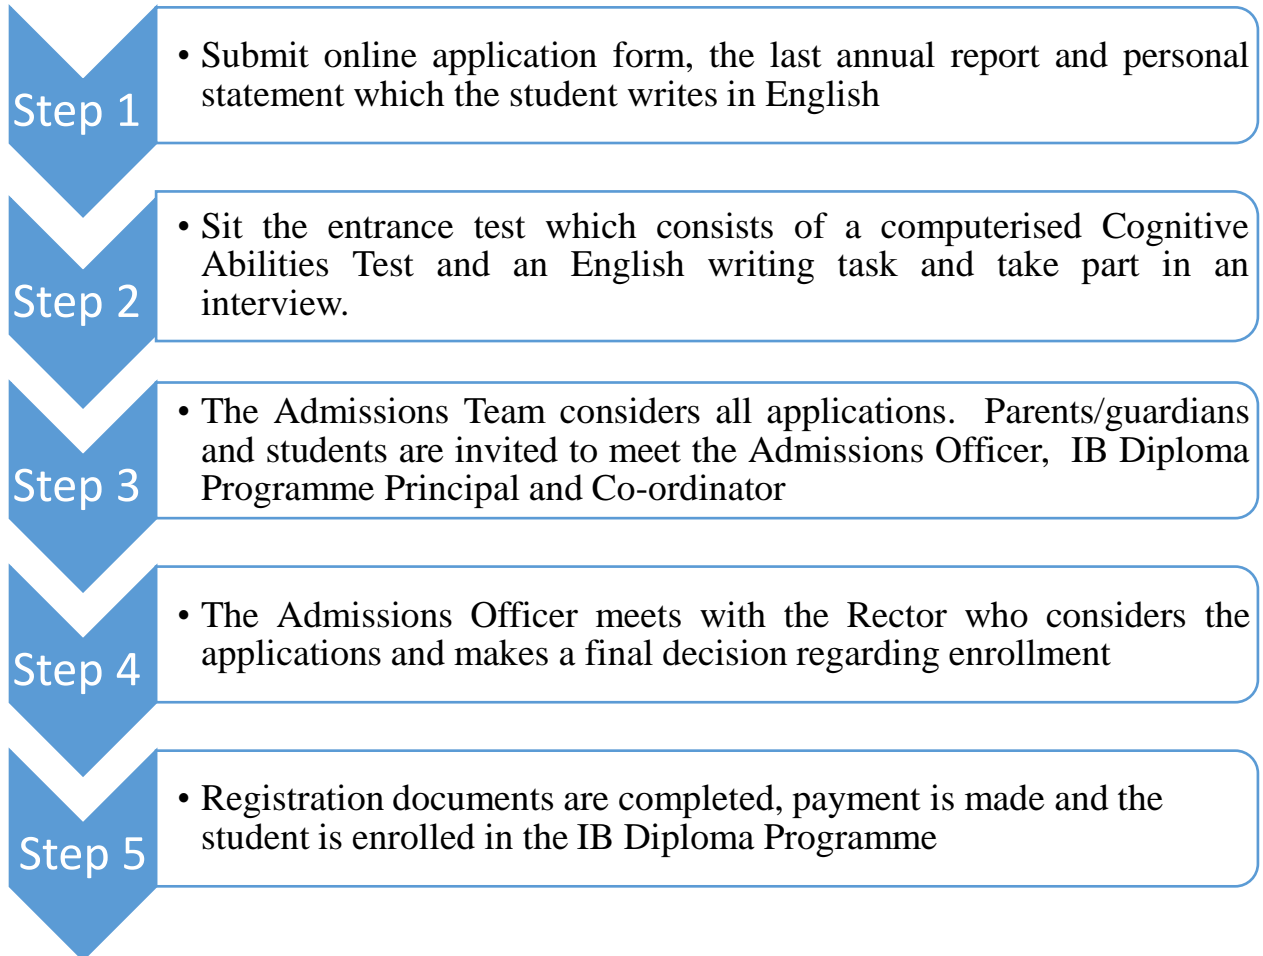 Step 1
• Submit online application form, the last annual report and personal
statement which the student writes in English
Step 2
• Sit the entrance test which consists of a computerised Cognitive
Abilities Test and an English writing task and take part in an
interview.
Step 3
• The Admissions Team considers all applications.  Parents/guardians
and students are invited to meet the Admissions Officer,  IB Diploma
Programme Principal and Co-ordinator
Step 4
• The Admissions Officer meets with the Rector who considers the
applications and makes a final decision regarding enrollment
Step 5
• Registration documents are completed, payment is made and the
student is enrolled in the IB Diploma Programme